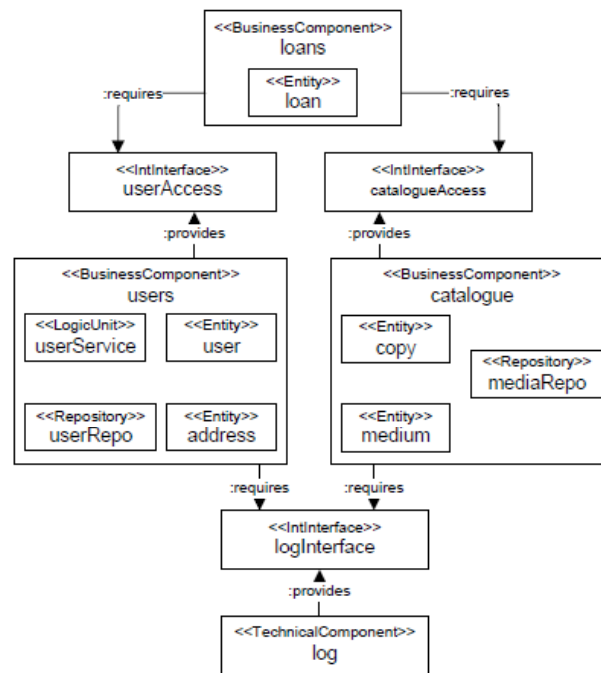 <<BusinessComponent>>
loans
<<Entity>>
loan
:requires
:requires
<<IntInterface>>
userAccess
<<IntInterface>>
catalogueAccess
:provides
:provides
<<BusinessComponent>>
users
<<LogicUnit>>
userService
<<Entity>>
user
<<Repository>>
userRepo
<<Entity>>
address
<<BusinessComponent>>
catalogue
<<Entity>>
copy
<<Repository>>
mediaRepo
<<Entity>>
medium
:requires
:requires
<<IntInterface>>
logInterface
:provides
<<TechnicalComponent>>
log